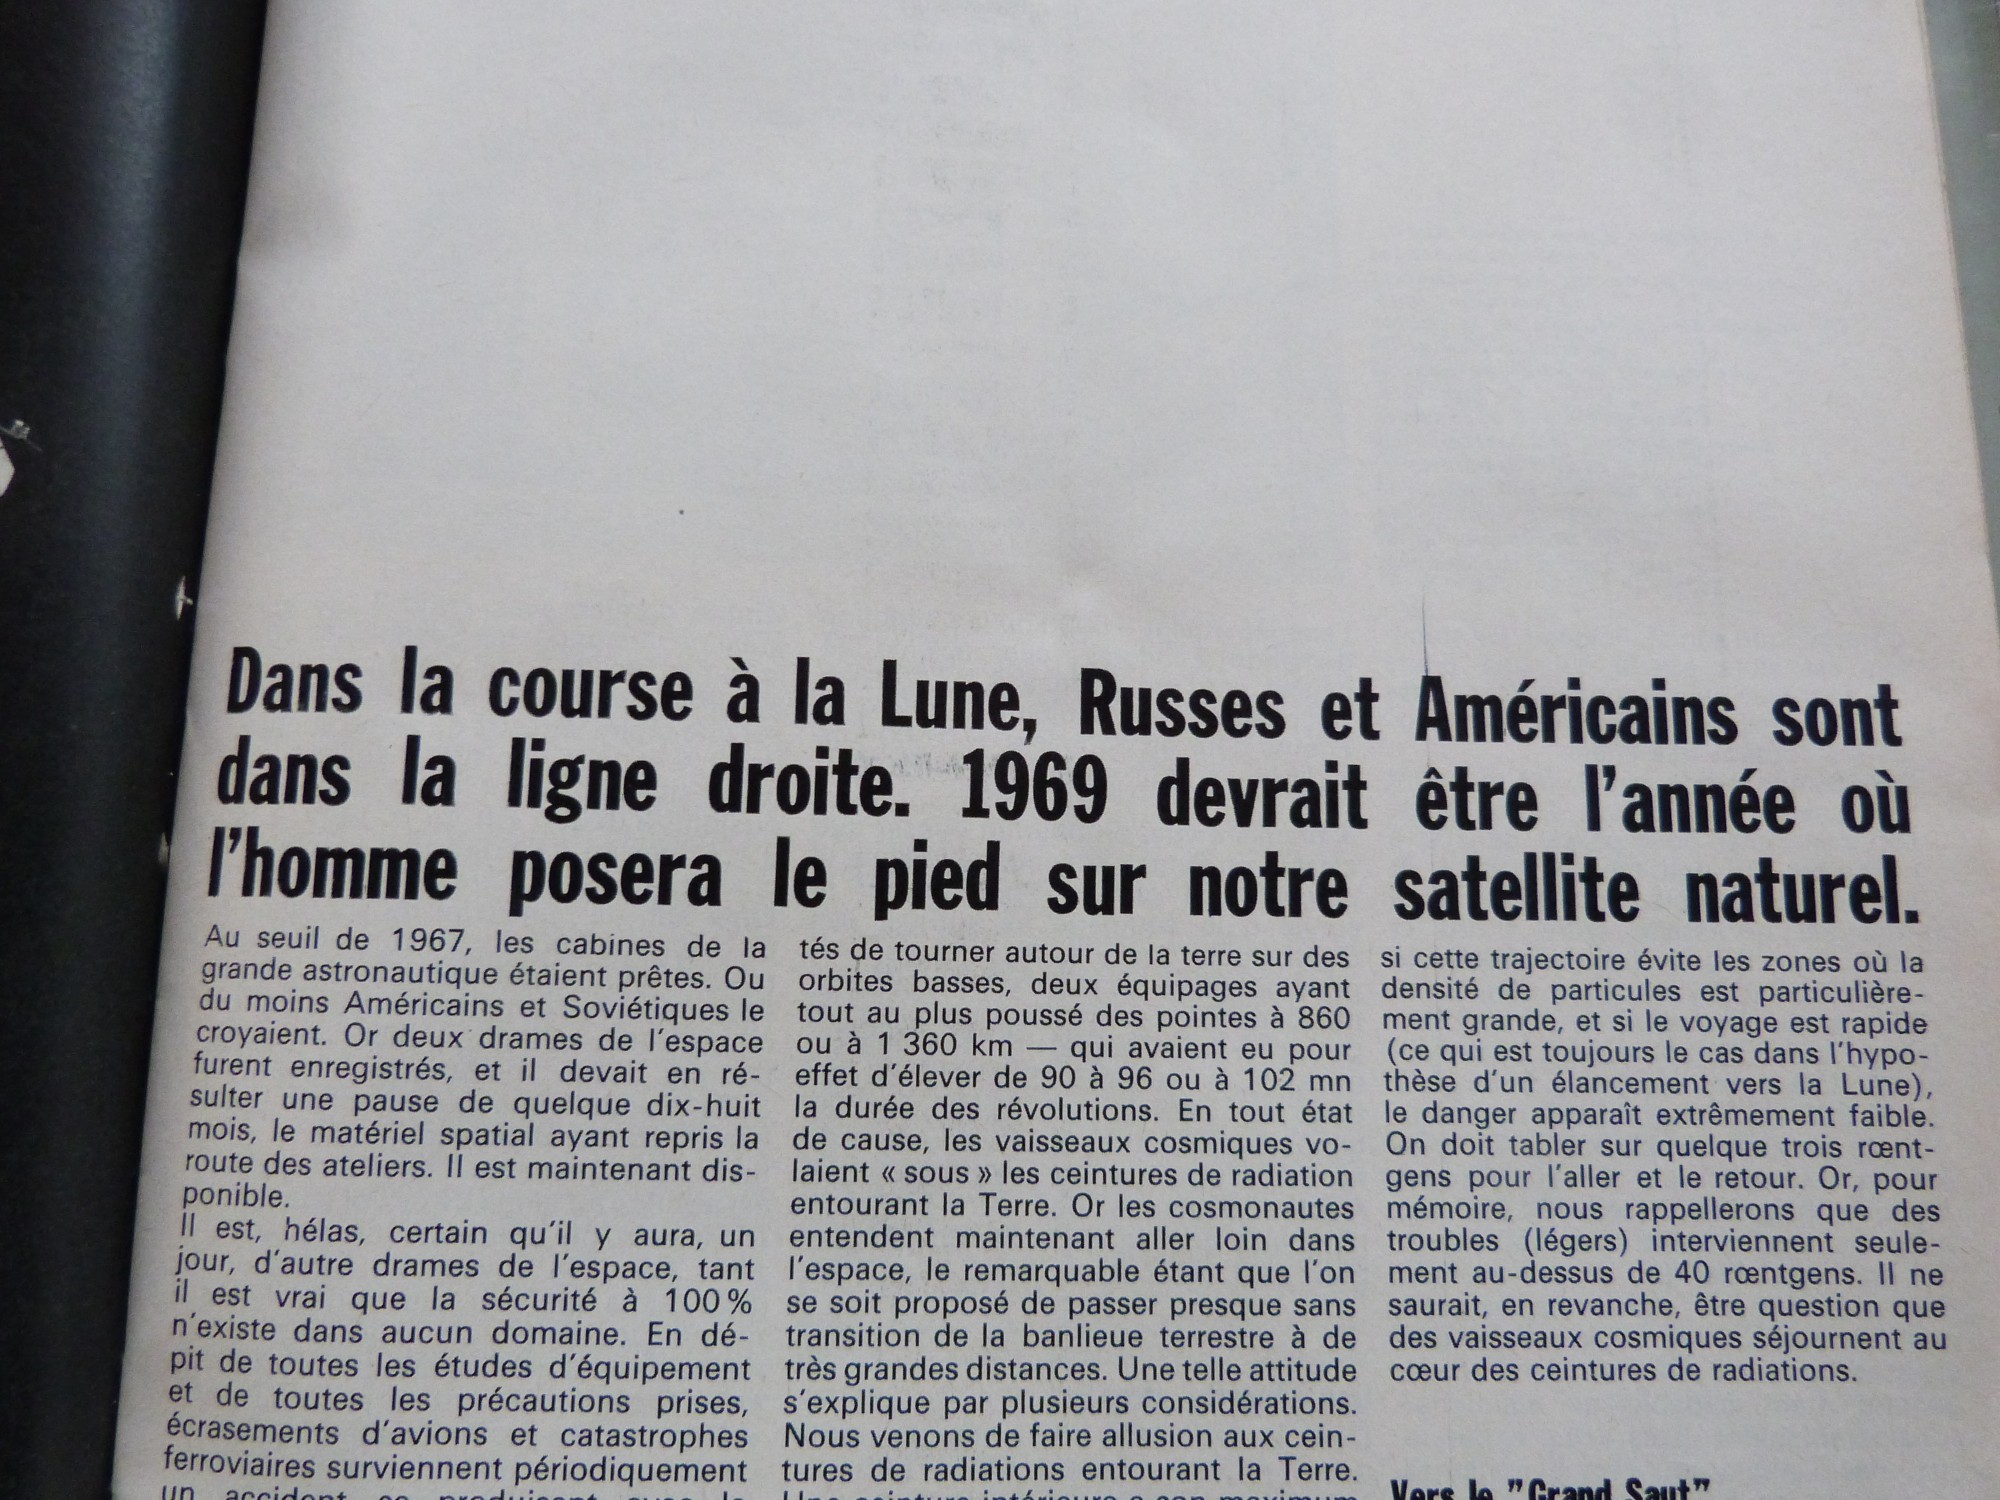 Dans la course à la Lune, Russes et Américains sont
dans la ligne droite. 1969 devrait être l'année où
l'homme posera le pied sur notre satellite naturel.
Au seuil de 1967, les cabines de la
grande astronautique étaient prêtes. Ou
du moins Américains et Soviétiques le
croyaient. Or deux drames de l'espace
furent enregistrés, et il devait en ré-
sulter une pause de quelque dix-huit
mois, le matériel spatial ayant repris la
route des ateliers. Il est maintenant dis-
ponible.
Il est, hélas, certain qu'il y aura, un
jour, d'autre drames de l'espace, tant
il est vrai que la sécurité à 100 %
n'existe dans aucun domaine. En dé-
pit de toutes les études d'équipement
et de toutes les précautions prises,
écrasements d'avions et catastrophes
ferroviaires surviennent périodiquement
un accident se produisant avec la
tés de tourner autour de la terre sur des
orbites basses, deux équipages ayant
tout au plus poussé des pointes à 860
ou à 1 360 km — qui avaient eu pour
effet d'élever de 90 à 96 ou à 102 mn
la durée des révolutions. En tout état
de cause, les vaisseaux cosmiques vo-
laient « sous » les ceintures de radiation
entourant la Terre. Or les cosmonautes
entendent maintenant aller loin dans
l'espace, le remarquable étant que l'on
se soit proposé de passer presque sans
transition de la banlieue terrestre à de
très grandes distances. Une telle attitude
s'explique par plusieurs considérations.
Nous venons de faire allusion aux cein-
tures de radiations entourant la Terre.
Une ceinture intérieure a son maximum
si cette trajectoire évite les zones où la
densité de particules est particulière-
ment grande, et si le voyage est rapide
(ce qui est toujours le cas dans l'hypo-
thèse d'un élancement vers la Lune),
le danger apparaît extrêmement faible.
On doit tabler sur quelque trois rœnt-
gens pour l'aller et le retour. Or, pour
mémoire, nous rappellerons que des
troubles (légers) interviennent seule-
ment au-dessus de 40 rœntgens. Il ne
saurait, en revanche, être question que
des vaisseaux cosmiques séjournent au
cœur des ceintures de radiations.
Vers le "Grand Saut"